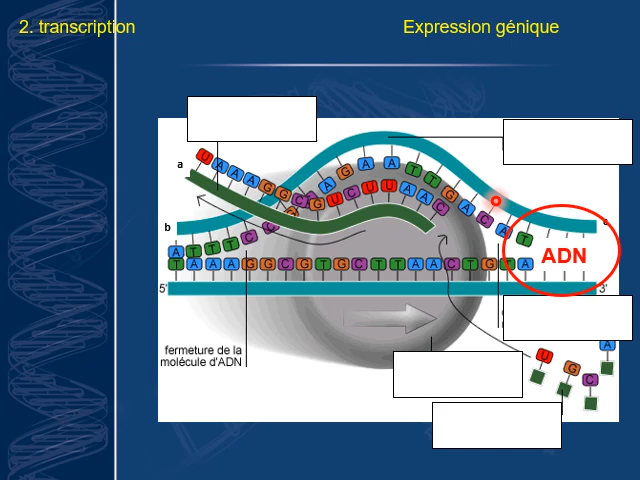 2. transcription
Expression génique
a
U A A A G G C
A G A A T T G A C A T
G U C U U A A C
b
c
ADN
A T T T C C G
T A A A G G C G T G C T T A A C T G T A
5'
3'
fermeture de la
molécule d'ADN
U G C A